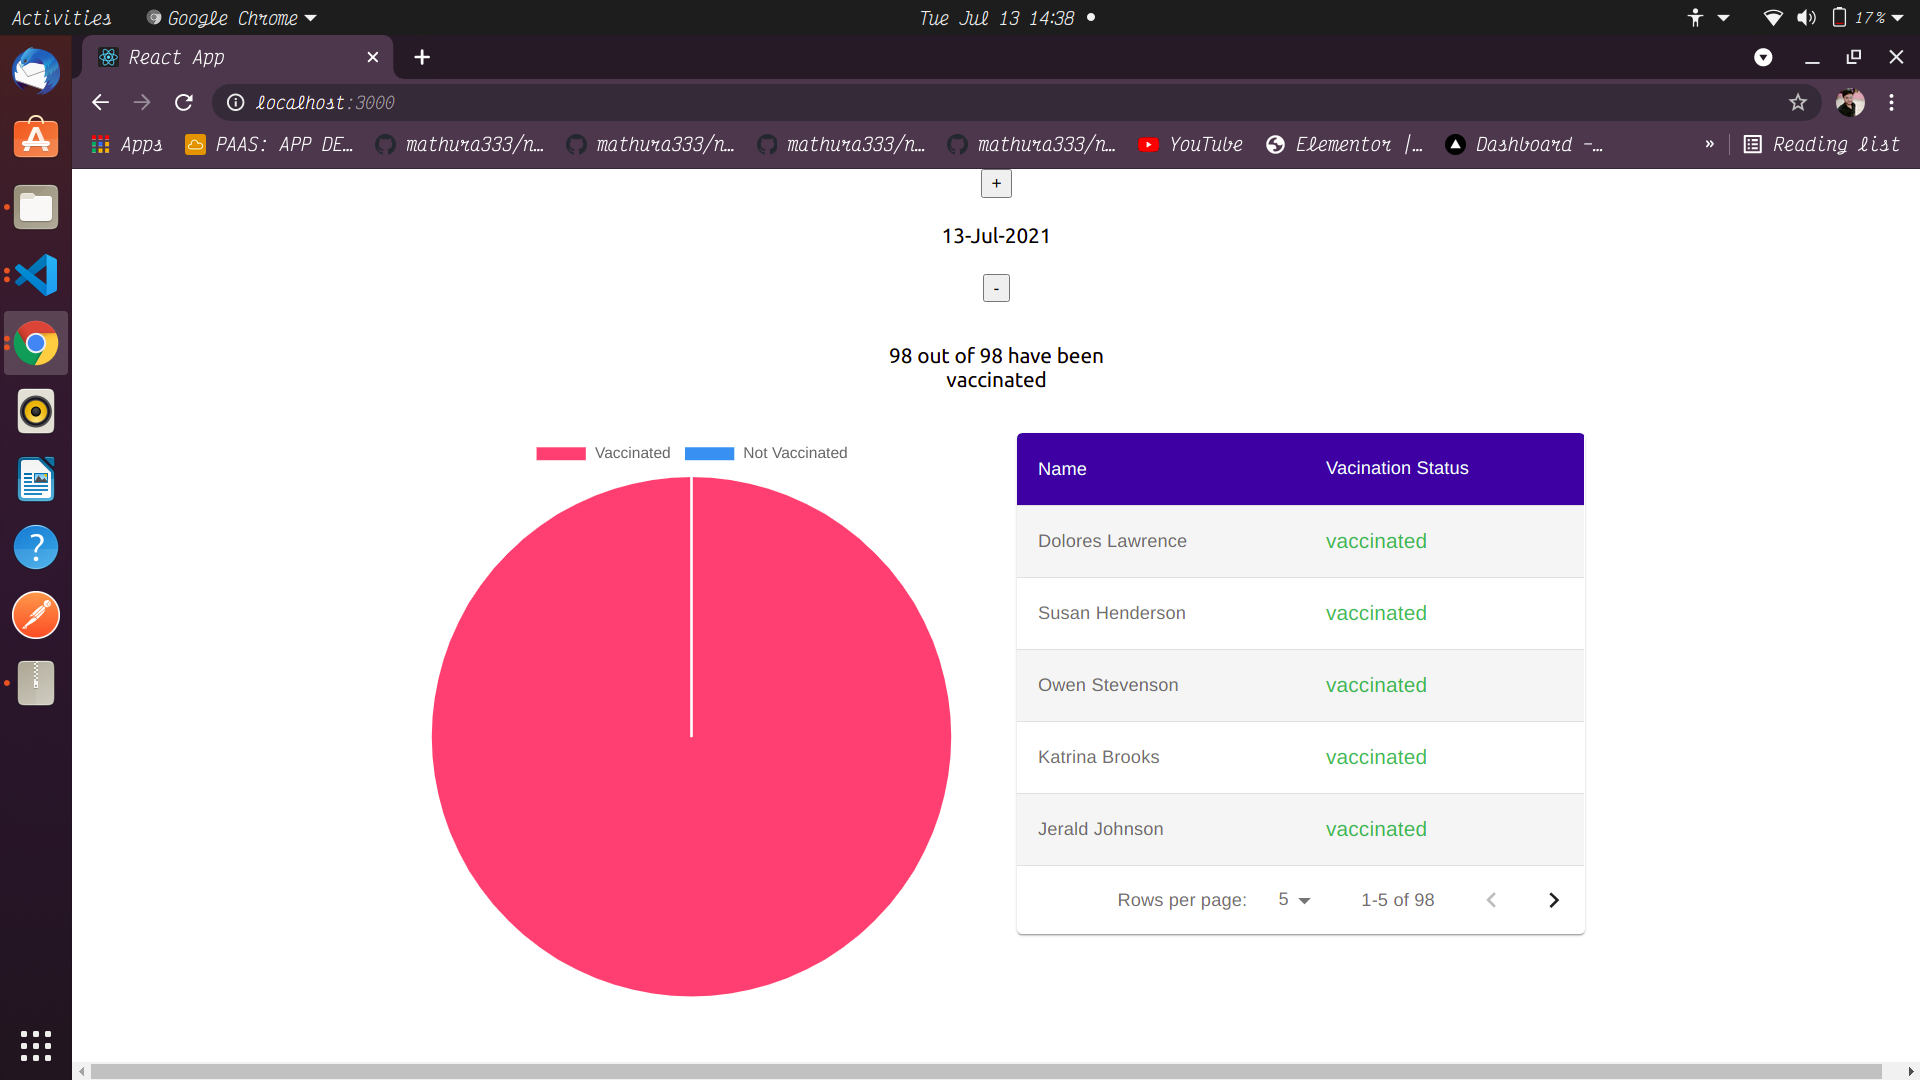 Activities
Google Chrome
Tue Jul 13 14:38
17%
React App
localhost:3000
Apps
PAAS: APP DE...
mathura333/n...
mathura333/n...
mathura333/n...
mathura333/n...
YouTube
Elementor |...
Dashboard -...
»
Reading list
+
13-Jul-2021
-
98 out of 98 have been
vaccinated
Vaccinated
Not Vaccinated
Name
Vacination Status
Dolores Lawrence
vaccinated
Susan Henderson
vaccinated
Owen Stevenson
vaccinated
Katrina Brooks
vaccinated
Jerald Johnson
vaccinated
Rows per page:
5
1-5 of 98